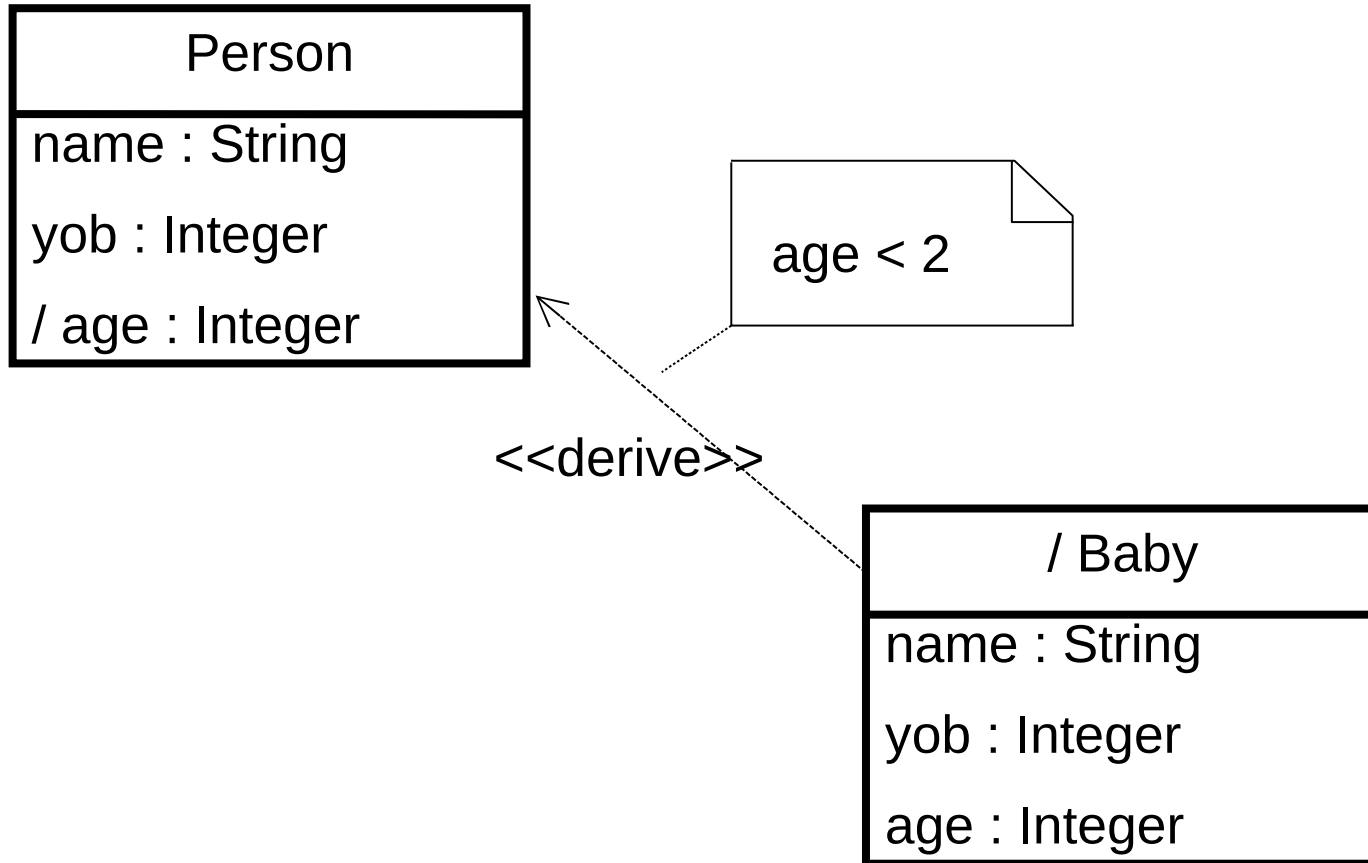 Person
name : String
yob : Integer
/ age : Integer
age < 2
<<derive>>
/ Baby
name : String
yob : Integer
age : Integer